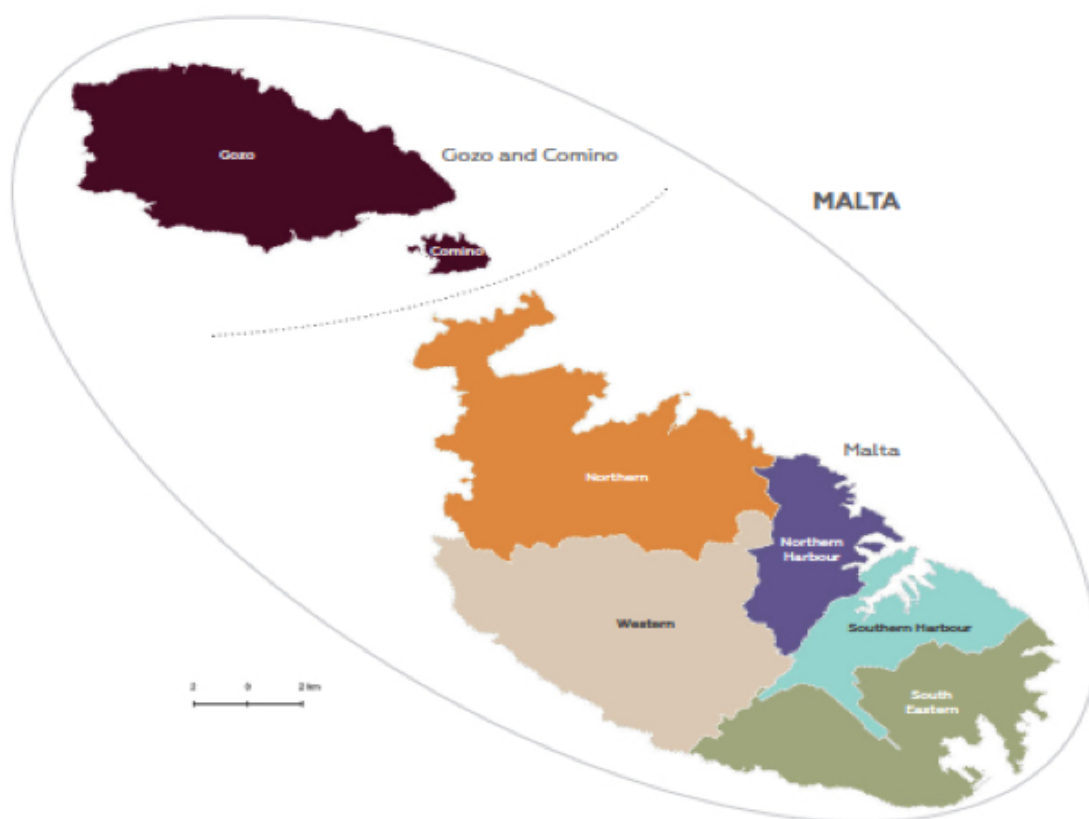 Gozo
Gozo and Comino
MALTA
Comino
Malta
Northern
Northern
Harbour
Western
Southern Harbour
South
Eastern
2 0 2 km